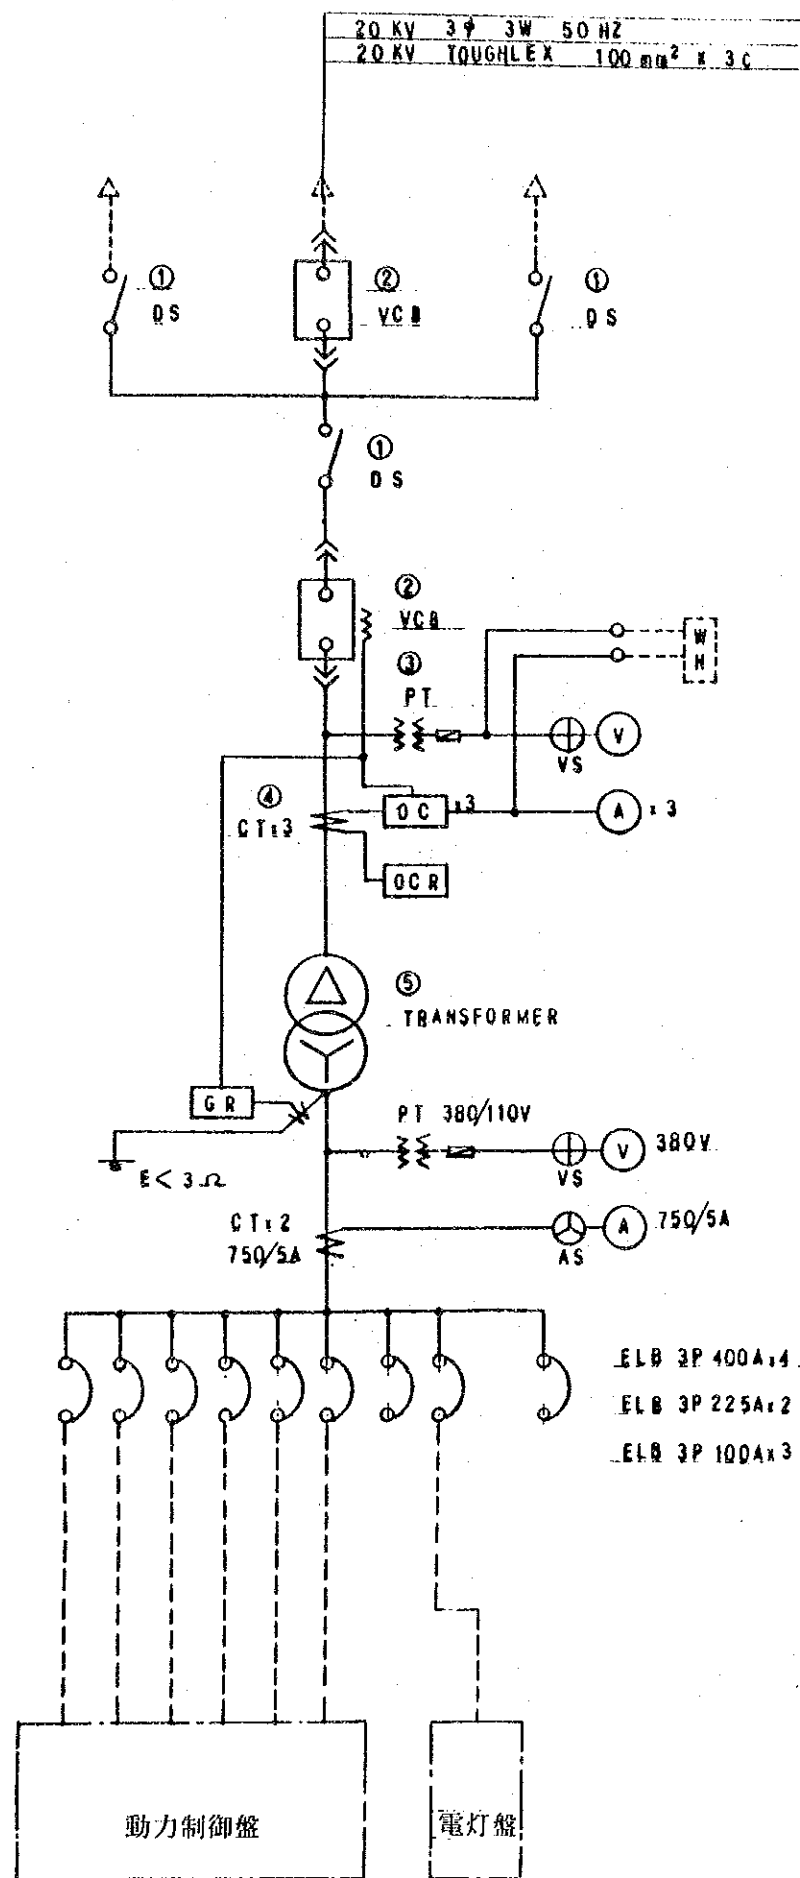 20 KV 3φ 3W 50 HZ
20 KV TOUGHLEX 100 mm² × 3 C
① DS
② VCB
① DS
① DS
② VCB
③ PT
W
H
V
VS
④ CT×3
OC ×3
A ×3
OCR
⑤ TRANSFORMER
GR
E < 3 Ω
PT 380/110V
VS
V
380V
CT×2
750/5A
AS
A
750/5A
ELB 3P 400A×4
ELB 3P 225A×2
ELB 3P 100A×3
動力制御盤
電灯盤